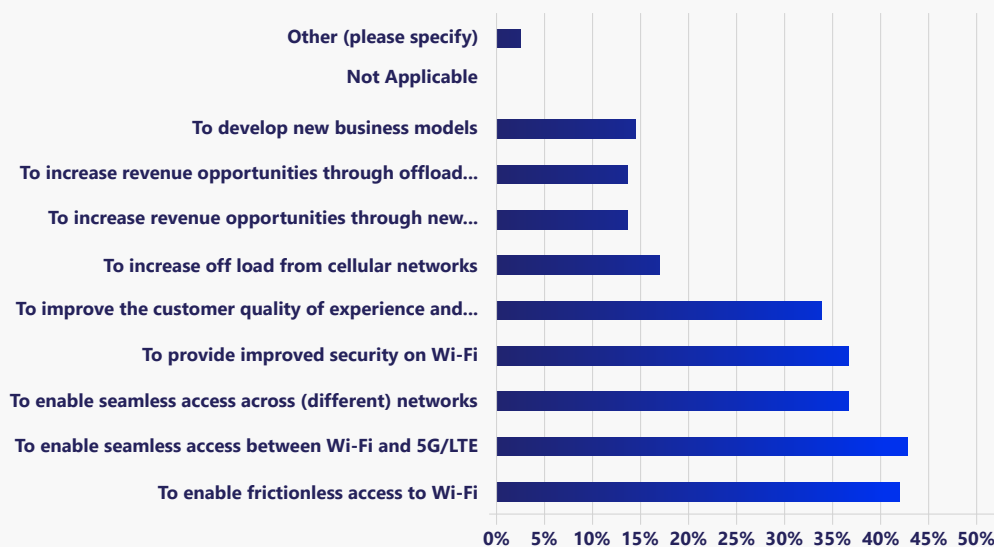 Other (please specify)
Not Applicable
To develop new business models
To increase revenue opportunities through offload...
To increase revenue opportunities through new...
To increase off load from cellular networks
To improve the customer quality of experience and...
To provide improved security on Wi-Fi
To enable seamless access across (different) networks
To enable seamless access between Wi-Fi and 5G/LTE
To enable frictionless access to Wi-Fi
0% 5% 10% 15% 20% 25% 30% 35% 40% 45% 50%